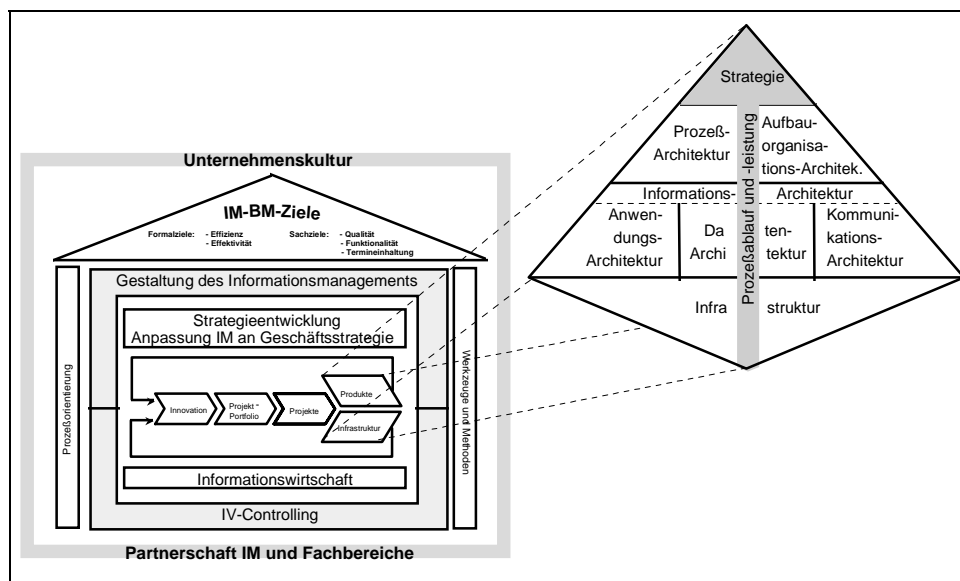 Unternehmenskultur
IM-BM-Ziele
Formalziele: - Effizienz
- Effektivität
Sachziele: - Qualität
- Funktionalität
- Termineinhaltung
Prozeßorientierung
Gestaltung des Informationsmanagements
Strategieentwicklung
Anpassung IM an Geschäftsstrategie
Innovation
Projekt-
Portfolio
Projekte
Produkte
Infrastruktur
Informationswirtschaft
IV-Controlling
Werkzeuge und Methoden
Partnerschaft IM und Fachbereiche
Strategie
Prozeß-
Architektur
Prozeßablauf und -leistung
Aufbau-
organisa-
tions-Architek.
Informations- Architektur
Anwen-
dungs-
Architektur
Da ten-
Archi tektur
Kommuni-
kations-
Architektur
Infra struktur